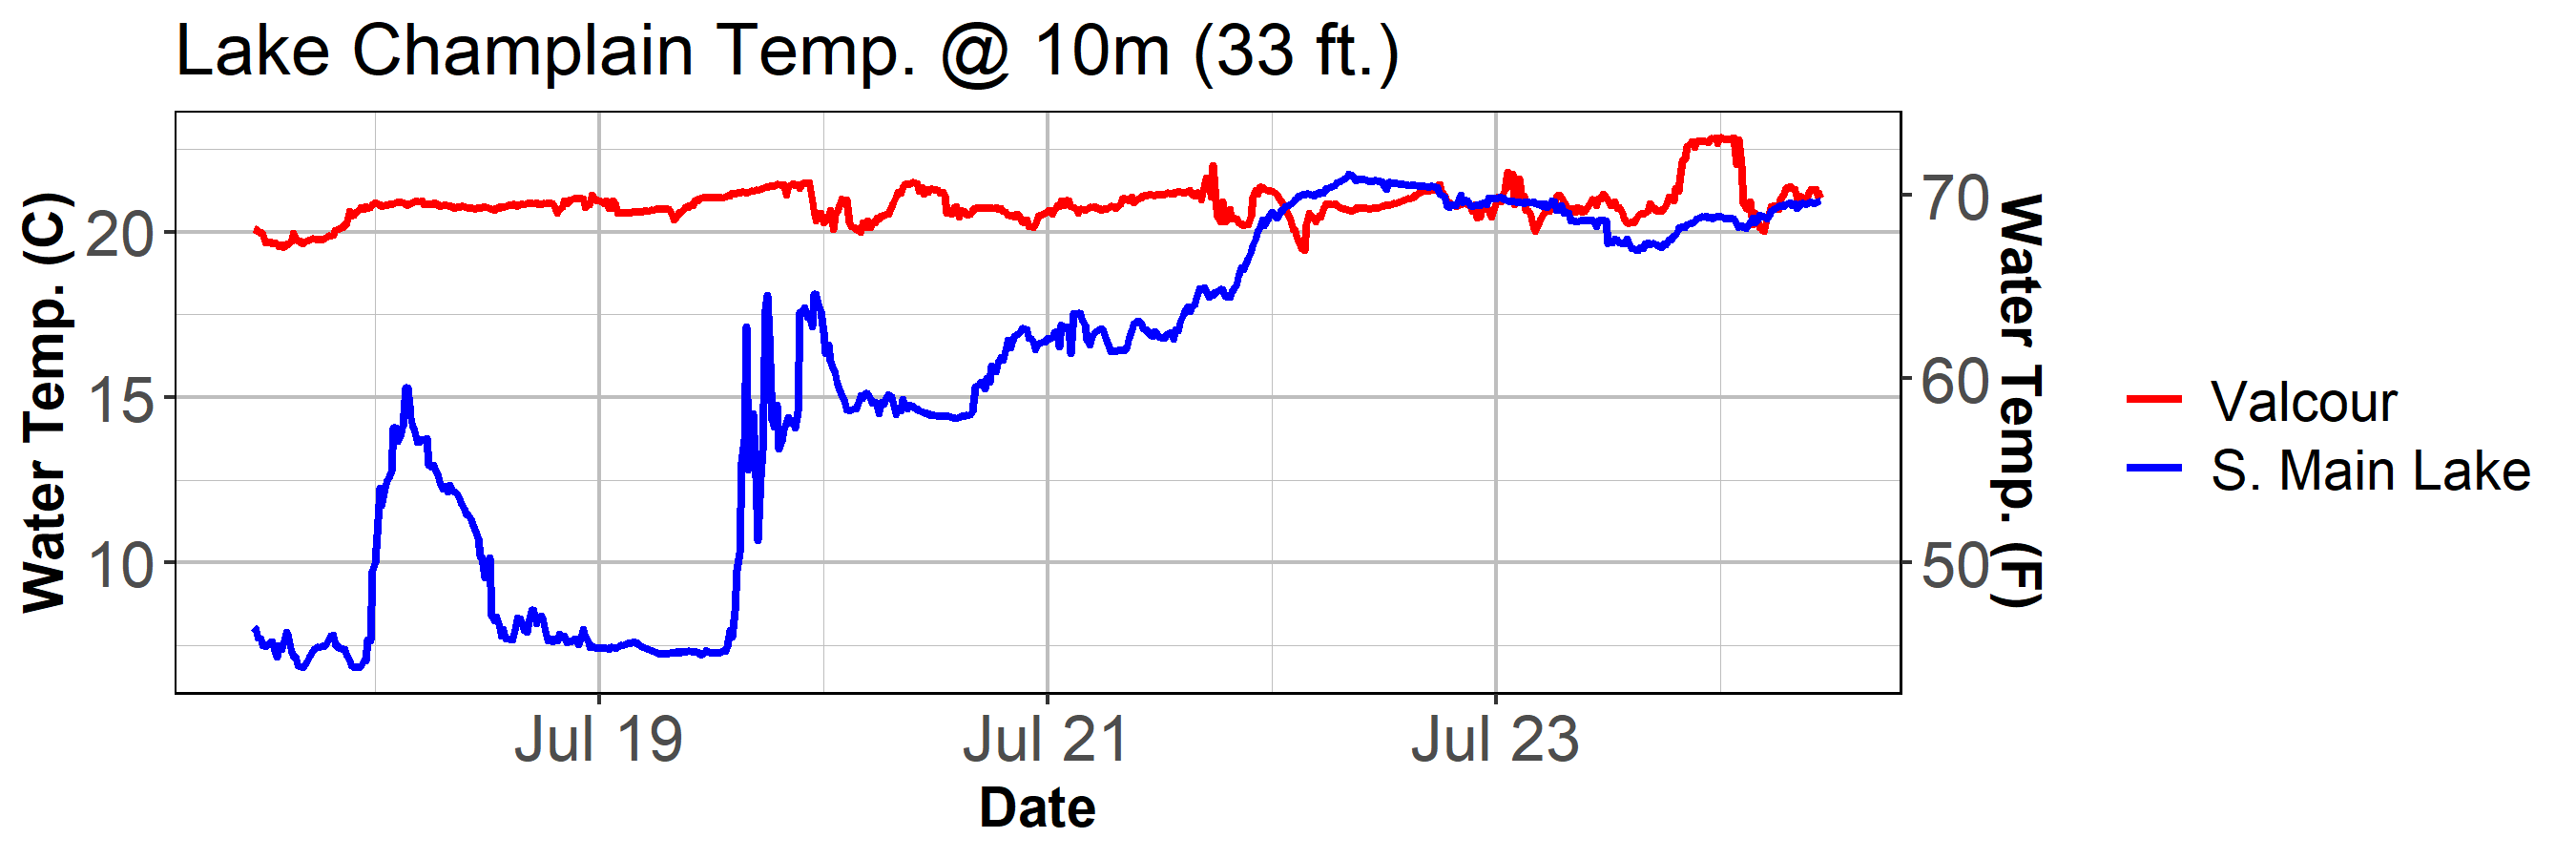 Lake Champlain Temp. @ 10m (33 ft.)
Water Temp. (C)
20
15
10
70
60
50
Water Temp. (F)
Jul 19
Jul 21
Jul 23
Date
Valcour
S. Main Lake